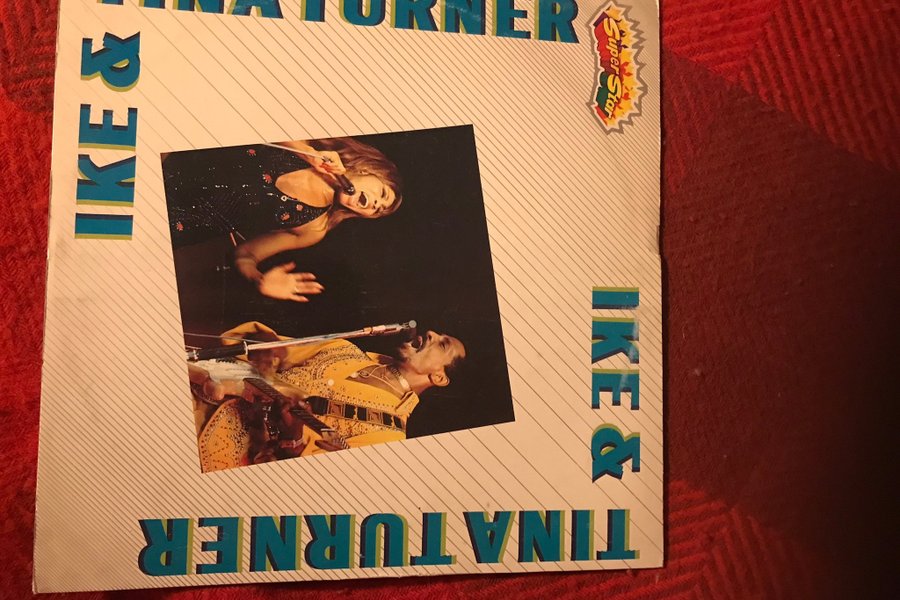 TINA TURNER
IKE &
Super Star
IKE &
TINA TURNER